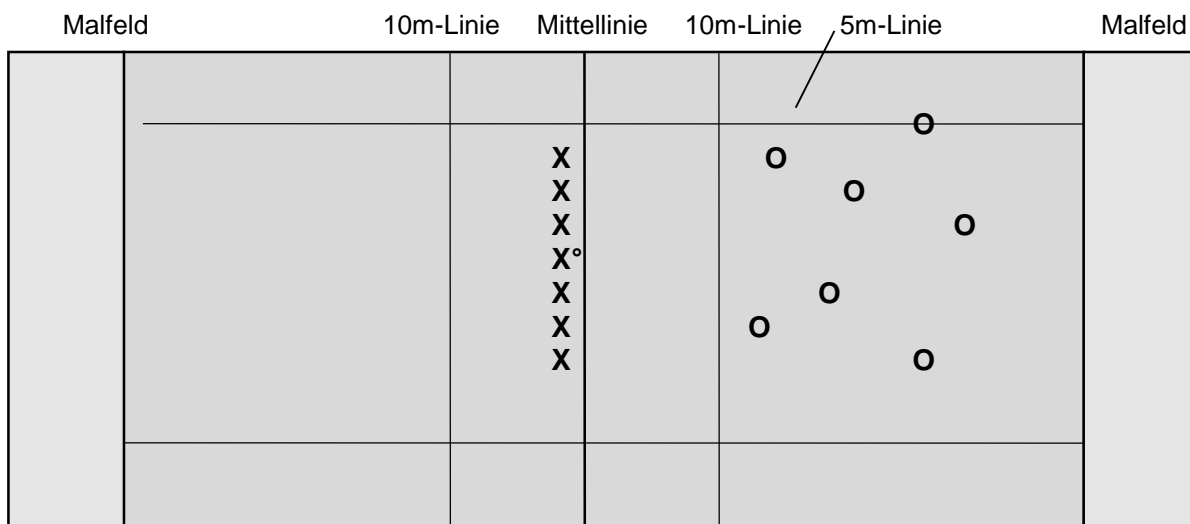 Malfeld 10m-Linie Mittellinie 10m-Linie 5m-Linie Malfeld
O
X O
X O
X O
X°
X O
X O
X O